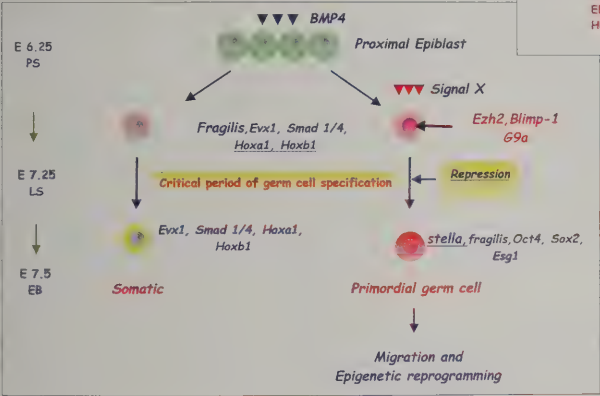 BMP4
E 6.25
PS
Proximal Epiblast
Signal X
Fragilis, Evx1, Smad 1/4,
Hoxa1, Hoxb1
Ezh2, Blimp-1
G9a
E 7.25
LS
Critical period of germ cell specification
Repression
Evx1, Smad 1/4, Hoxa1,
Hoxb1
stella, fragilis, Oct4, Sox2,
Esg1
E 7.5
EB
Somatic
Primordial germ cell
Migration and
Epigenetic reprogramming